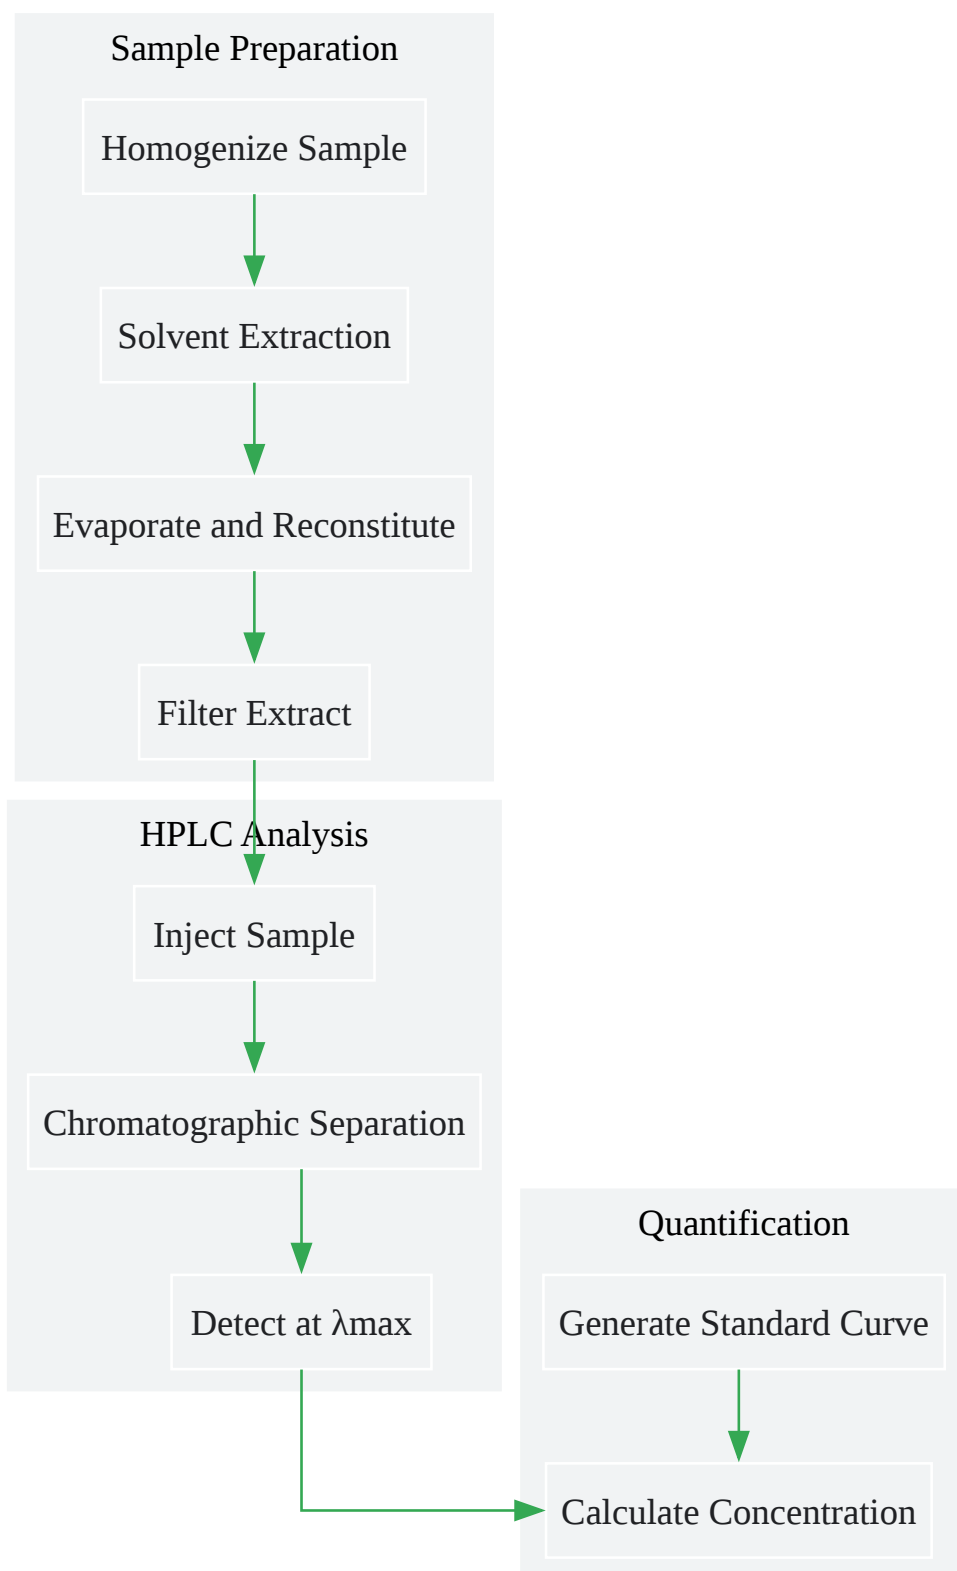 Sample Preparation
Homogenize Sample
Solvent Extraction
Evaporate and Reconstitute
Filter Extract
HPLC Analysis
Inject Sample
Chromatographic Separation
Detect at λmax
Quantification
Generate Standard Curve
Calculate Concentration